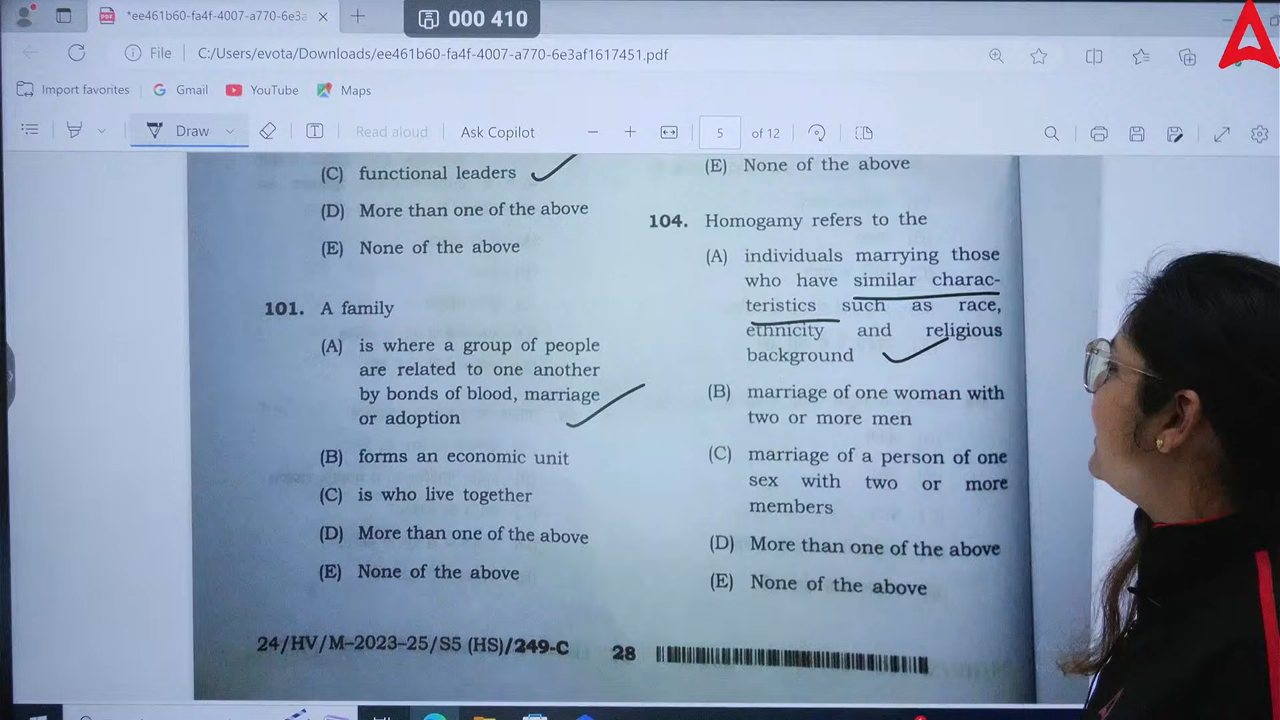 *ee461b60-fa4f-4007-a770-6e3a
000 410
File
C:/Users/evota/Downloads/ee461b60-fa4f-4007-a770-6e3af1617451.pdf
Import favorites
Gmail
YouTube
Maps
Draw
Read aloud
Ask Copilot
5
of 12
(C) functional leaders
(D) More than one of the above
(E) None of the above
101. A family
(A) is where a group of people
are related to one another
by bonds of blood, marriage
or adoption
(B) forms an economic unit
(C) is who live together
(D) More than one of the above
(E) None of the above
(E) None of the above
104. Homogamy refers to the
(A) individuals marrying those
who have similar charac-
teristics such as race,
ethnicity and religious
background
(B) marriage of one woman with
two or more men
(C) marriage of a person of one
sex with two or more
members
(D) More than one of the above
(E) None of the above
24/HV/M–2023–25/S5 (HS)/249-C
28